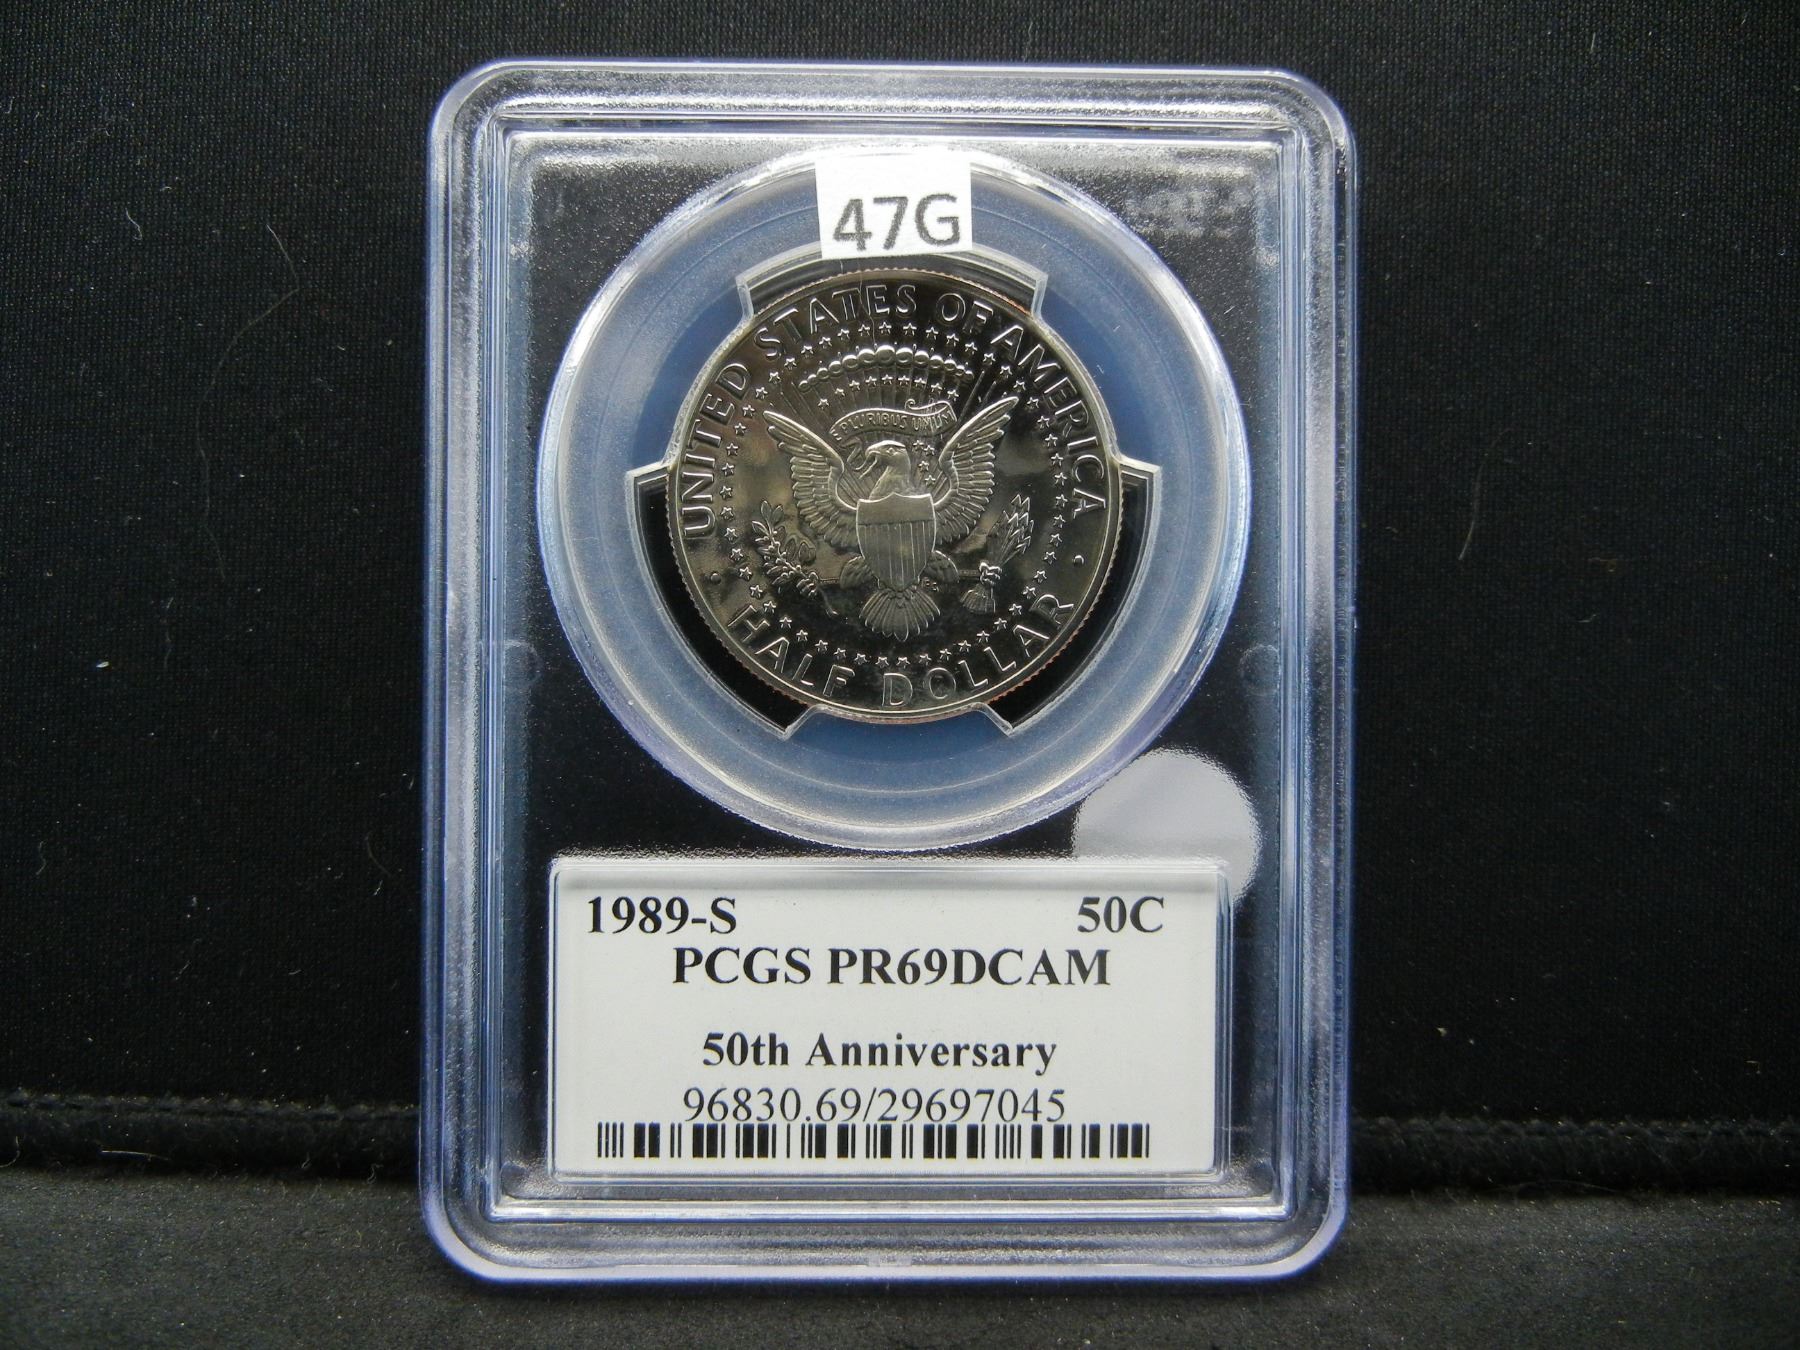 47G
UNITED STATES OF AMERICA
E PLURIBUS UNUM
HALF DOLLAR
1989-S 50C
PCGS PR69DCAM
50th Anniversary
96830.69/29697045